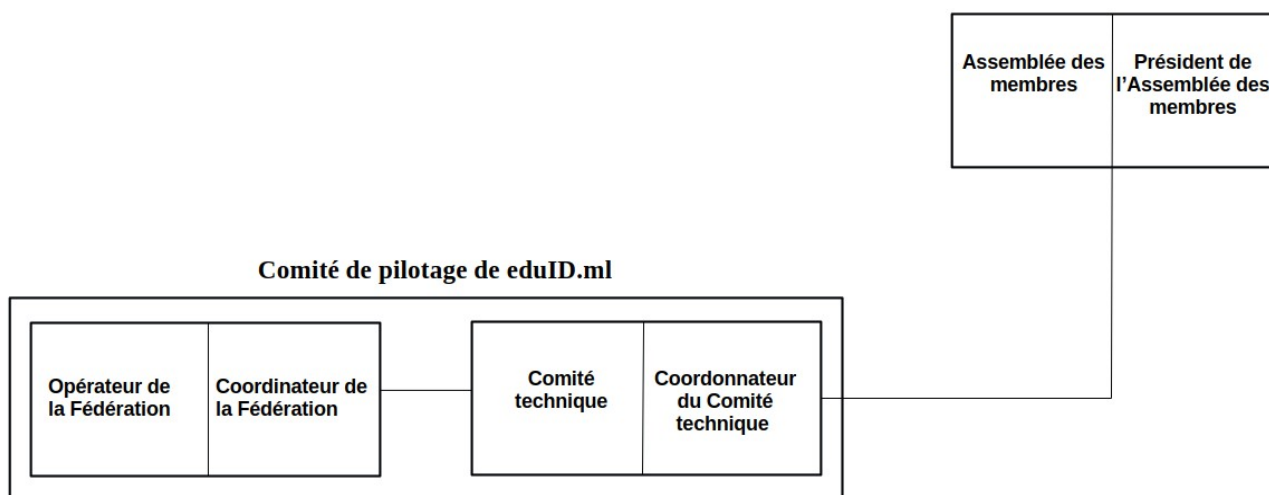 Assemblée des
membres
Président de
l’Assemblée des
membres
Comité de pilotage de eduID.ml
Opérateur de
la Fédération
Coordinateur de
la Fédération
Comité
technique
Coordonnateur
du Comité
technique